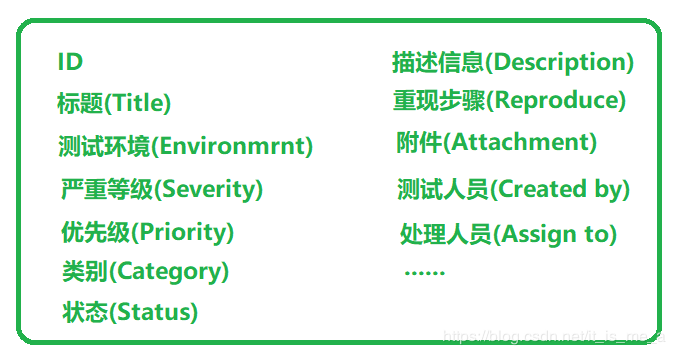 ID
标题(Title)
测试环境(Environmrnt)
严重等级(Severity)
优先级(Priority)
类别(Category)
状态(Status)
描述信息(Description)
重现步骤(Reproduce)
附件(Attachment)
测试人员(Created by)
处理人员(Assign to)
......